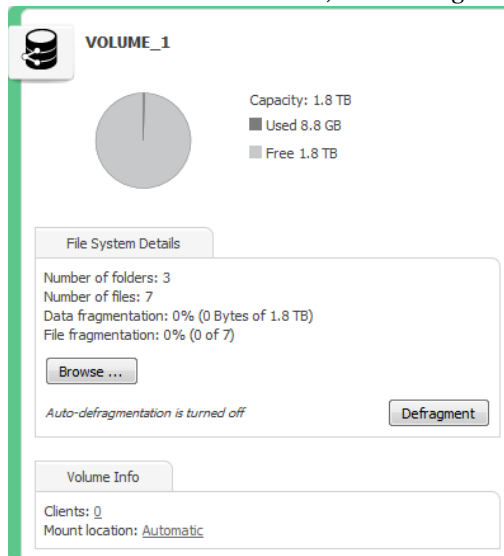 VOLUME_1
Capacity: 1.8 TB
Used 8.8 GB
Free 1.8 TB
File System Details
Number of folders: 3
Number of files: 7
Data fragmentation: 0% (0 Bytes of 1.8 TB)
File fragmentation: 0% (0 of 7)
Browse ...
Auto-defragmentation is turned off
Defragment
Volume Info
Clients: 0
Mount location: Automatic